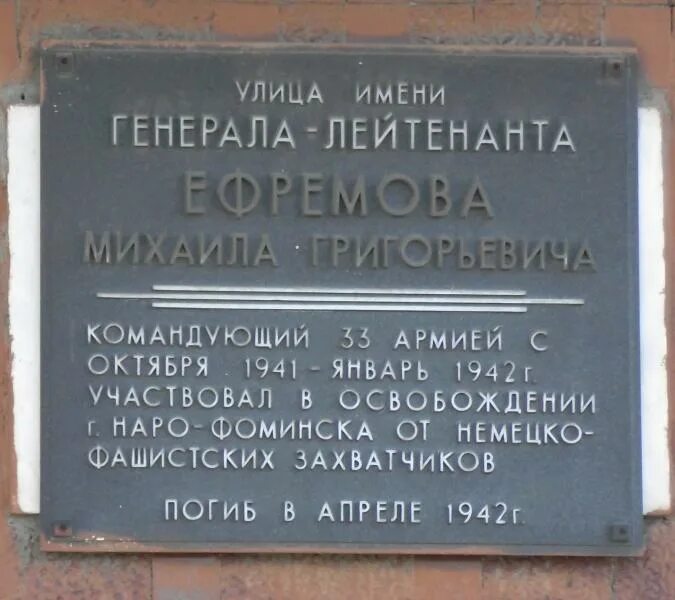 УЛИЦА ИМЕНИ
ГЕНЕРАЛА-ЛЕЙТЕНАНТА
ЕФРЕМОВА
МИХАИЛА ГРИГОРЬЕВИЧА
КОМАНДУЮЩИЙ 33 АРМИЕЙ С
ОКТЯБРЯ 1941-ЯНВАРЬ 1942г.
УЧАСТВОВАЛ В ОСВОБОЖДЕНИИ
г. НАРО-ФОМИНСКА ОТ НЕМЕЦКО-
ФАШИСТСКИХ ЗАХВАТЧИКОВ
ПОГИБ В АПРЕЛЕ 1942г.